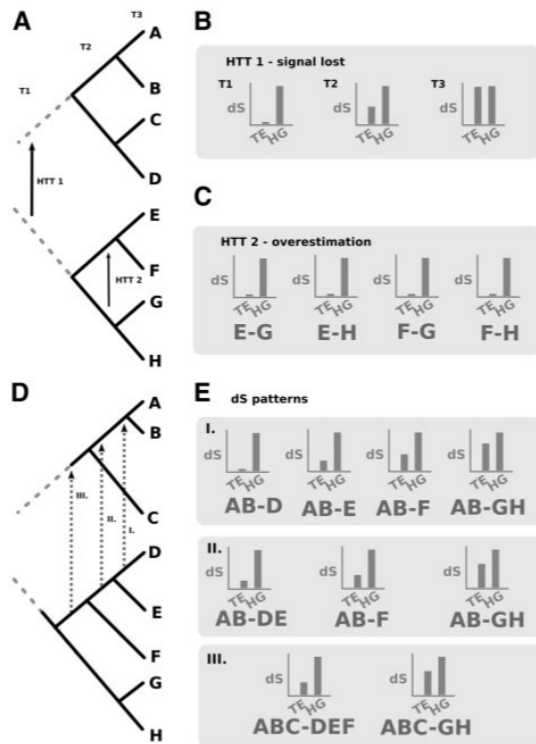 A
T3
T2
T1
A
B
C
D
HTT 1
E
F
G
H
HTT 2
B
HTT 1 - signal lost
T1 T2 T3
dS
TE HG TE HG TE HG
C
HTT 2 - overestimation
dS dS dS dS
TE HG TE HG TE HG TE HG
E-G E-H F-G F-H
D
A
B
C
III. II. I.
D
E
F
G
H
E
dS patterns
I.
dS dS dS dS
TE HG TE HG TE HG TE HG
AB-D AB-E AB-F AB-GH
II.
dS dS dS
TE HG TE HG TE HG
AB-DE AB-F AB-GH
III.
dS dS
TE HG TE HG
ABC-DEF ABC-GH